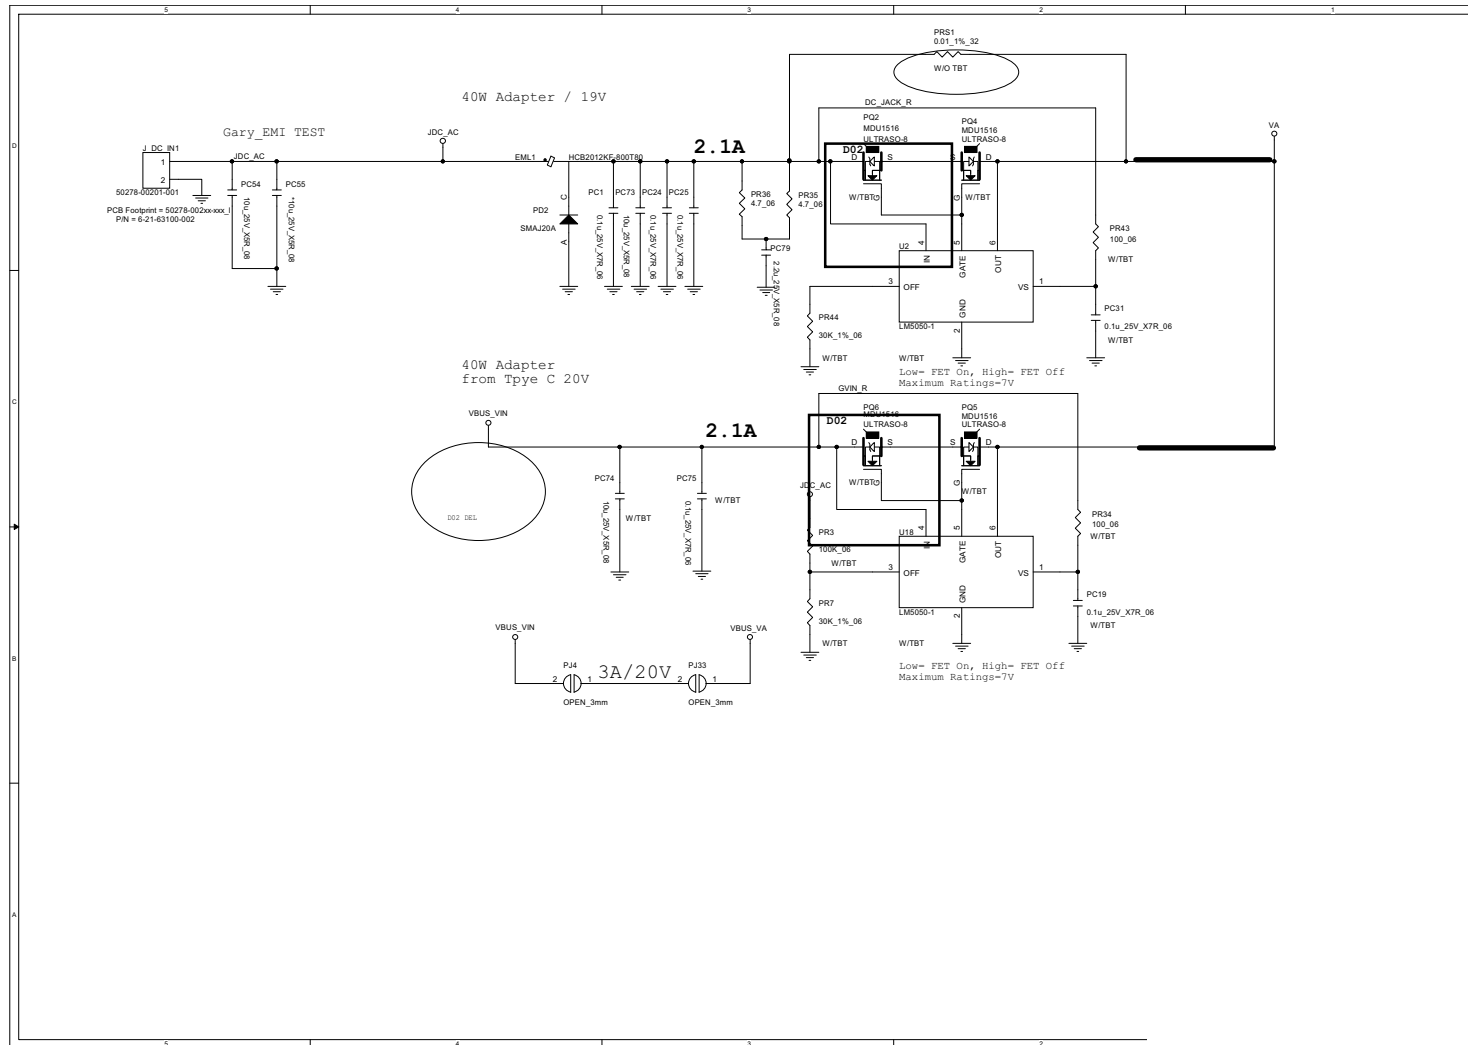 5
4
3
2
1
PRS1
0.01_1%_32
W/O TBT
40W Adapter / 19V
DC_JACK_R
PQ2
MDU1516
ULTRASO-8
PQ4
MDU1516
ULTRASO-8
VA
Gary_EMI TEST
JDC_AC
J_DC_IN1
1
2
50278-00201-001
PCB Footprint = 50278-002xx-xxx_l
P/N = 6-21-63100-002
JDC_AC
PC54
10u_25V_X5R_08
PC55
*10u_25V_X5R_08
EML1
HCB2012KF-800T80
2.1A
D02
D
S
S
D
W/TBT
G
G
W/TBT
PD2
SMAJ20A
C
A
PC1
0.1u_25V_X7R_06
PC73
10u_25V_X5R_08
PC24
0.1u_25V_X7R_06
PC25
0.1u_25V_X7R_06
PR36
4.7_06
PR35
4.7_06
PC79
2.2u_25V_X5R_08
PR43
100_06
W/TBT
U2
4
5
6
IN
GATE
OUT
3
OFF
VS
1
GND
2
LM5050-1
W/TBT
PR44
30K_1%_06
W/TBT
PC31
0.1u_25V_X7R_06
W/TBT
Low= FET On, High= FET Off
Maximum Ratings=7V
40W Adapter
from Tpye C 20V
GVIN_R
VBUS_VIN
2.1A
PQ6
MDU1516
ULTRASO-8
D02
PQ5
MDU1516
ULTRASO-8
D
S
S
D
W/TBT
G
G
W/TBT
D02 DEL
PC74
10u_25V_X5R_08
W/TBT
PC75
0.1u_25V_X7R_06
W/TBT
JDC_AC
PR3
100K_06
W/TBT
PR34
100_06
W/TBT
U18
4
5
6
IN
GATE
OUT
3
OFF
VS
1
GND
2
LM5050-1
W/TBT
PR7
30K_1%_06
W/TBT
PC19
0.1u_25V_X7R_06
W/TBT
Low= FET On, High= FET Off
Maximum Ratings=7V
VBUS_VIN
VBUS_VA
PJ4
2
1
OPEN_3mm
3A/20V
PJ33
2
1
OPEN_3mm
D
C
B
A
5
4
3
2